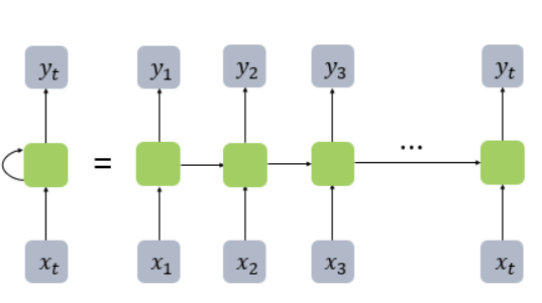 yₜ y₁ y₂ y₃ yₜ
= ...
xₜ x₁ x₂ x₃ xₜ